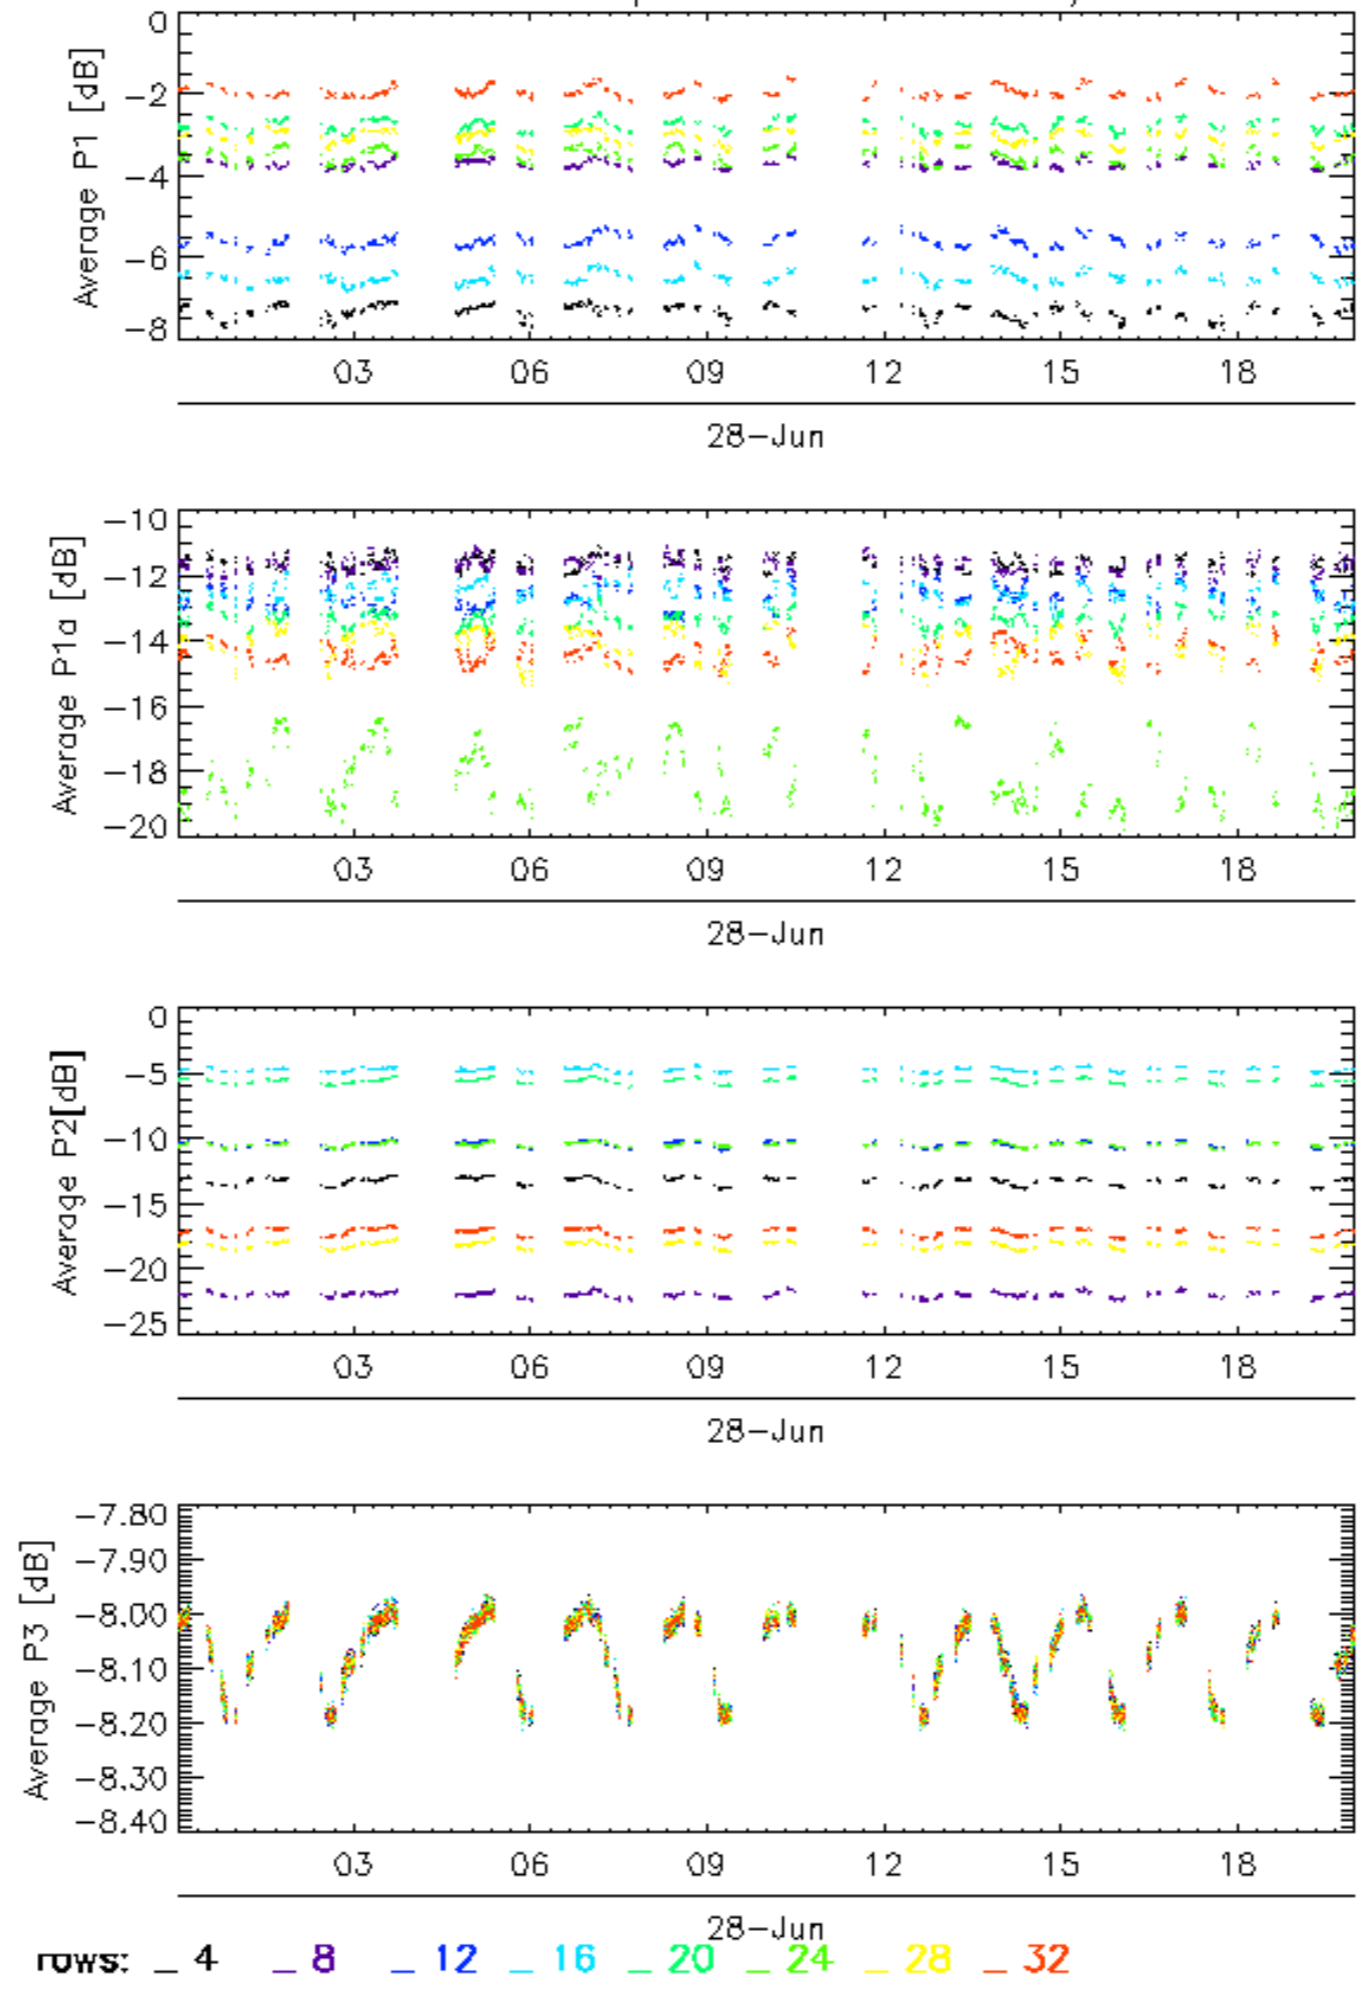 0
-2
-4
-6
-8
Average P1 [dB]
03 06 09 12 15 18
28-Jun
-10
-12
-14
-16
-18
-20
Average P1a [dB]
03 06 09 12 15 18
28-Jun
0
-5
-10
-15
-20
-25
Average P2[dB]
03 06 09 12 15 18
28-Jun
-7.80
-7.90
-8.00
-8.10
-8.20
-8.30
-8.40
Average P3 [dB]
03 06 09 12 15 18
28-Jun
rows: _ 4 _ 8 _ 12 _ 16 _ 20 _ 24 _ 28 _ 32